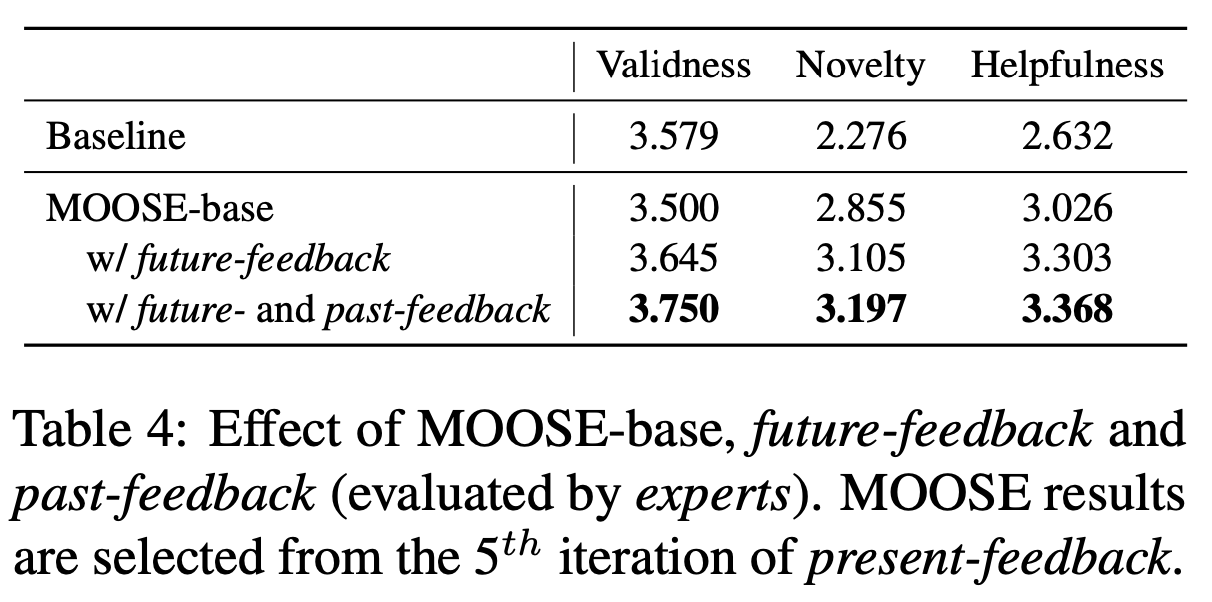 Validness Novelty Helpfulness
Baseline 3.579 2.276 2.632
MOOSE-base 3.500 2.855 3.026
w/ future-feedback 3.645 3.105 3.303
w/ future- and past-feedback 3.750 3.197 3.368
Table 4: Effect of MOOSE-base, future-feedback and
past-feedback (evaluated by experts). MOOSE results
are selected from the 5th iteration of present-feedback.